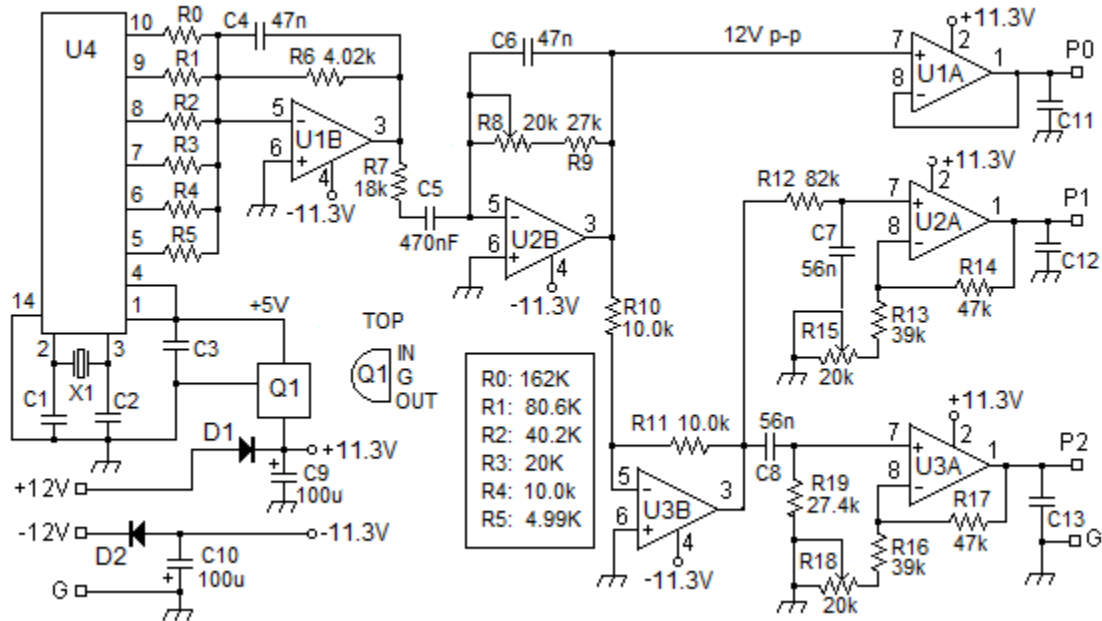 U4
10
R0
9
R1
8
R2
7
R3
6
R4
5
R5
4
1
14
2
3
X1
C1
C2
C3
+5V
Q1
TOP
Q1
IN
G
OUT
D1
+11.3V
+12V
C9
100u
-12V
D2
-11.3V
C10
100u
G
C4
47n
R6 4.02k
5
6
U1B
3
4
-11.3V
R7
18k
C5
470nF
C6
47n
R8
20k
27k
R9
5
6
U2B
3
4
-11.3V
R10
10.0k
R0: 162K
R1: 80.6K
R2: 40.2K
R3: 20K
R4: 10.0k
R5: 4.99K
R11 10.0k
5
6
U3B
3
4
-11.3V
12V p-p
+11.3V
7
2
8
U1A
1
P0
C11
R12 82k
C7
56n
+11.3V
7
2
8
U2A
1
P1
C12
R14
47k
R13
39k
R15
20k
56n
C8
+11.3V
7
2
8
U3A
1
P2
C13
G
R17
47k
R19
27.4k
R16
39k
R18
20k
+
-
+
-
+
-
+
-
+
-
+
-
+
+